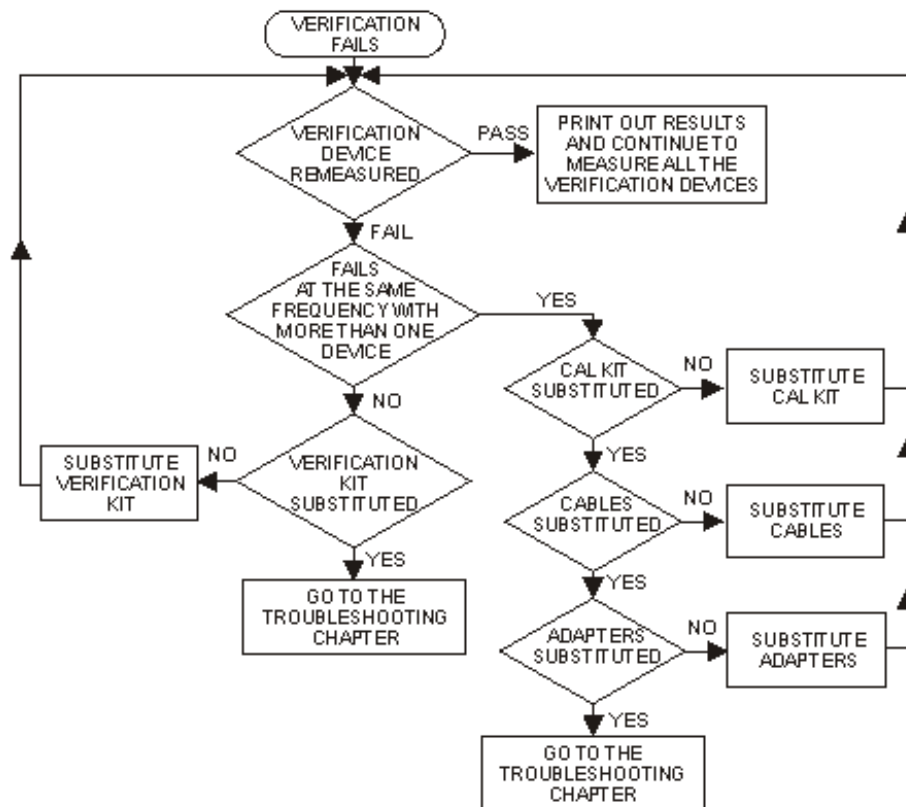 VERIFICATION
FAILS
VERIFICATION
DEVICE
REMEASURED
PASS
PRINT OUT RESULTS
AND CONTINUE TO
MEASURE ALL THE
VERIFICATION DEVICES
FAIL
FAILS
AT THE SAME
FREQUENCY WITH
MORE THAN ONE
DEVICE
YES
CAL KIT
SUBSTITUTED
NO
SUBSTITUTE
CAL KIT
NO
YES
SUBSTITUTE
VERIFICATION
KIT
NO
VERIFICATION
KIT
SUBSTITUTED
CABLES
SUBSTITUTED
NO
SUBSTITUTE
CABLES
YES
YES
GO TO THE
TROUBLESHOOTING
CHAPTER
ADAPTERS
SUBSTITUTED
NO
SUBSTITUTE
ADAPTERS
YES
GO TO THE
TROUBLESHOOTING
CHAPTER